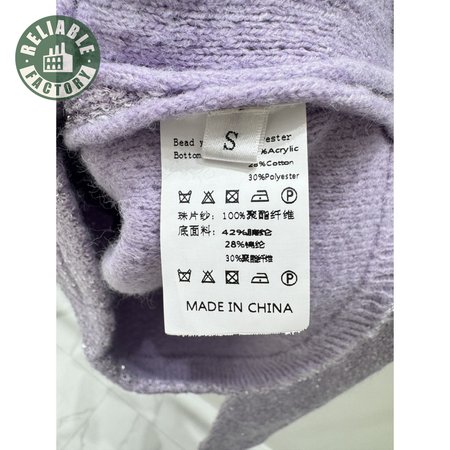 RELIABLE
FACTORY
S
Bead y ester
Bottom %Acrylic
28%Cotton
30%Polyester
珠片纱: 100%聚酯纤维
底面料: 42%腈纶
28%棉纶
30%聚酯纤维
MADE IN CHINA